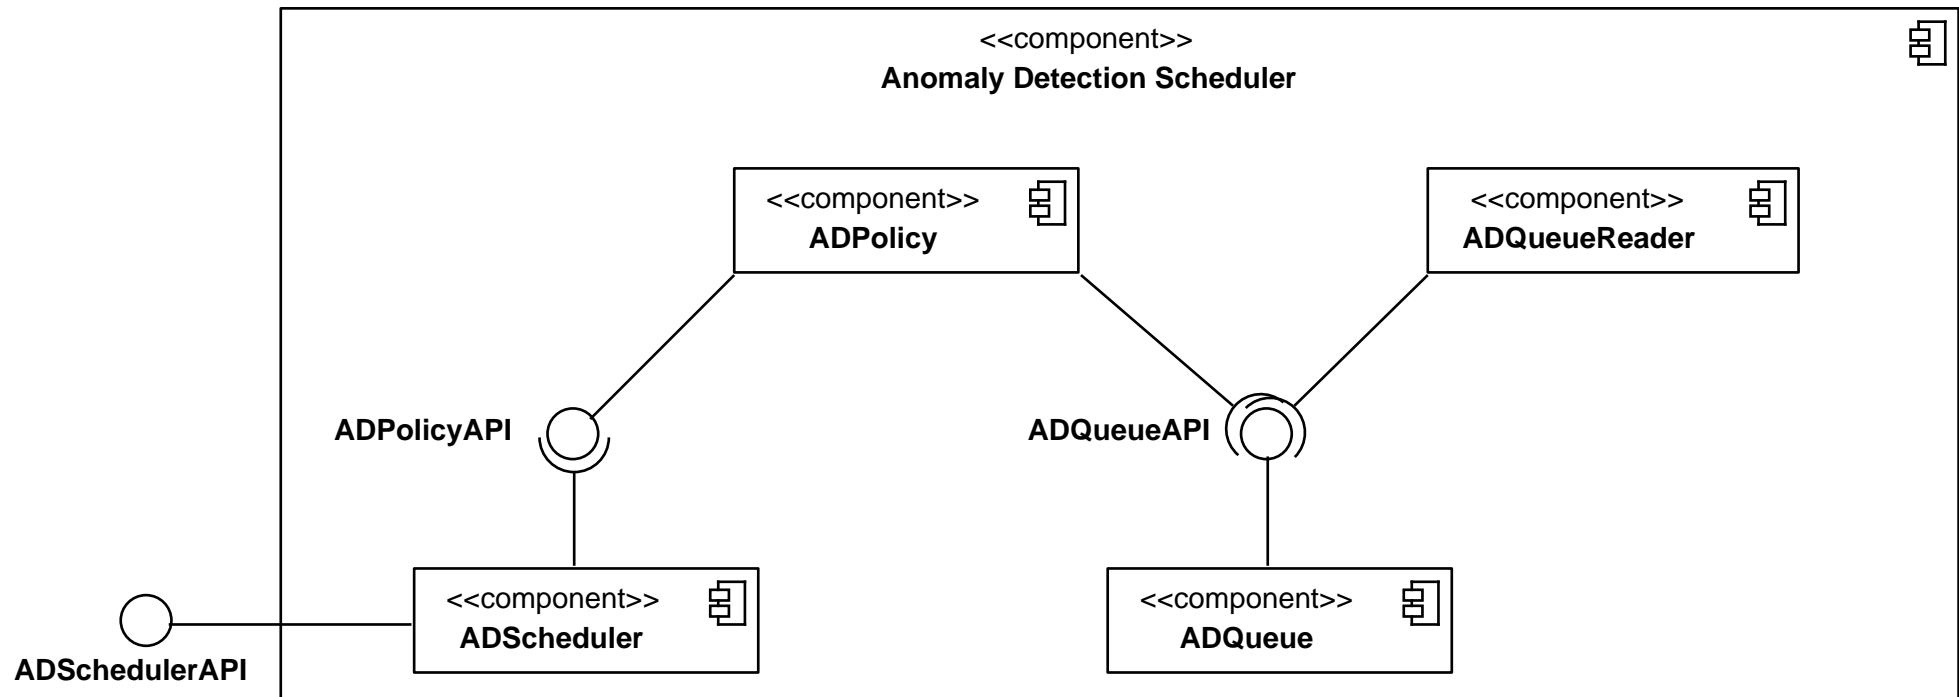 <<component>>
Anomaly Detection Scheduler
<<component>>
ADPolicy
<<component>>
ADQueueReader
ADPolicyAPI
ADQueueAPI
<<component>>
ADScheduler
<<component>>
ADQueue
ADSchedulerAPI